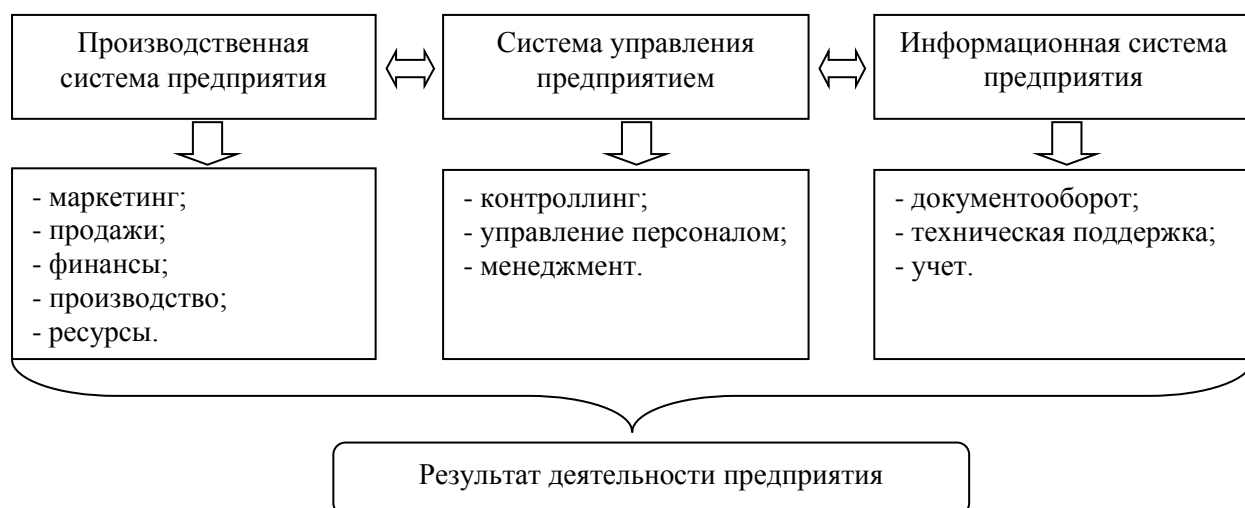 Производственная
система предприятия
Система управления
предприятием
Информационная система
предприятия
- маркетинг;
- продажи;
- финансы;
- производство;
- ресурсы.
- контроллинг;
- управление персоналом;
- менеджмент.
- документооборот;
- техническая поддержка;
- учет.
Результат деятельности предприятия